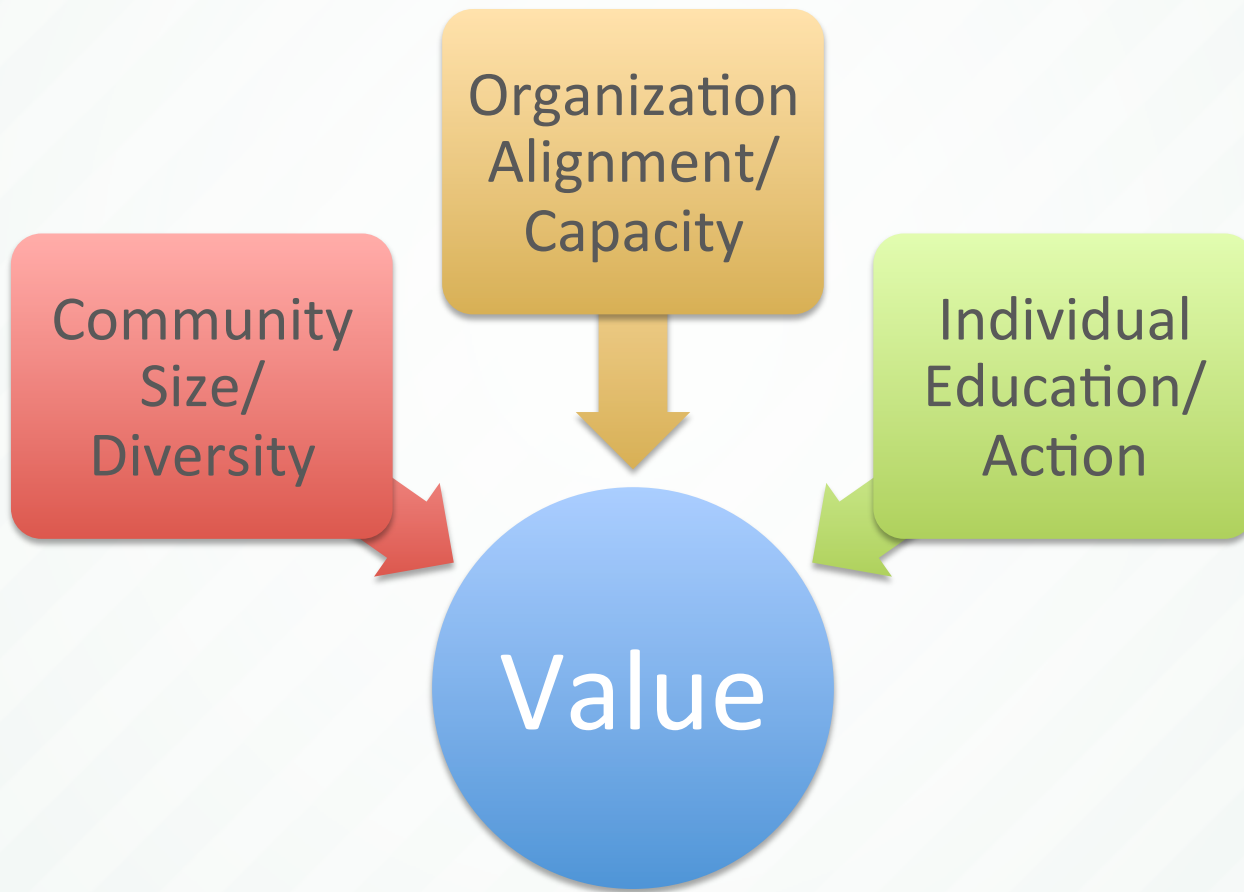 Organization
Alignment/
Capacity
Community
Size/
Diversity
Individual
Education/
Action
Value